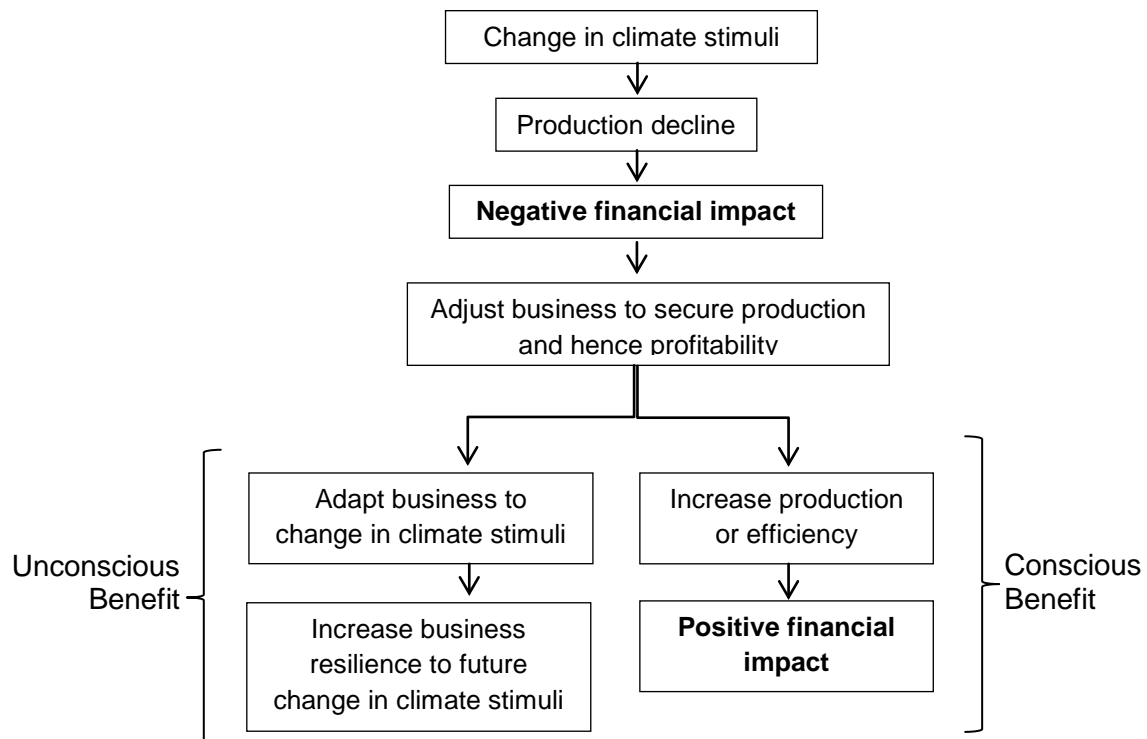 Change in climate stimuli
Production decline
Negative financial impact
Adjust business to secure production
and hence profitability
Unconscious
Benefit
Adapt business to
change in climate stimuli
Increase business
resilience to future
change in climate stimuli
Increase production
or efficiency
Positive financial
impact
Conscious
Benefit